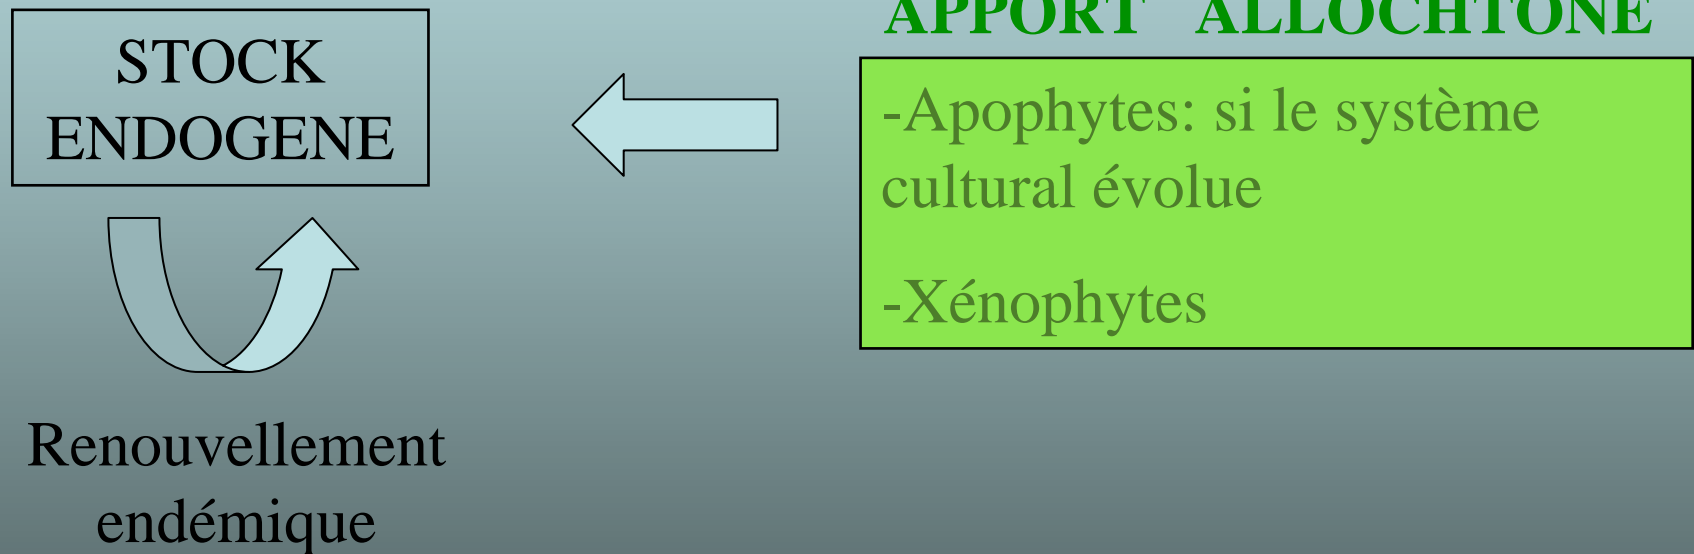 STOCK
ENDOGENE
APPORT ALLOCHTONE
-Apophytes: si le système
cultural évolue
-Xénophytes
Renouvellement
endémique